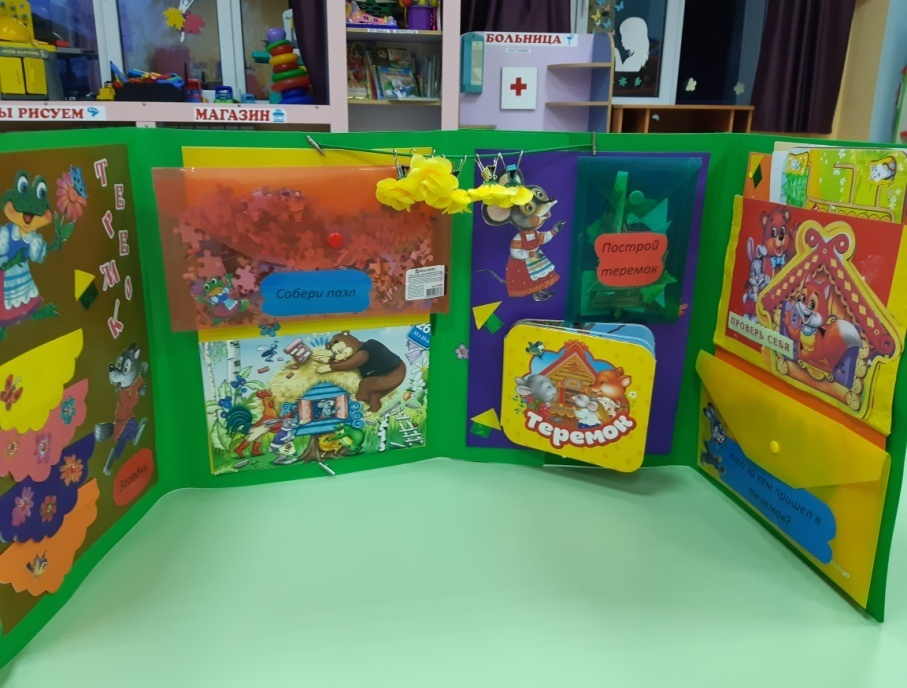 Ы РИСУЕМ
МАГАЗИН
БОЛЬНИЦА
ТЕРЕМОК
Собери пазл
Построй
теремок
Теремок
ПРОВЕРЬ СЕБЯ
Кто за кем пришел в
теремок?